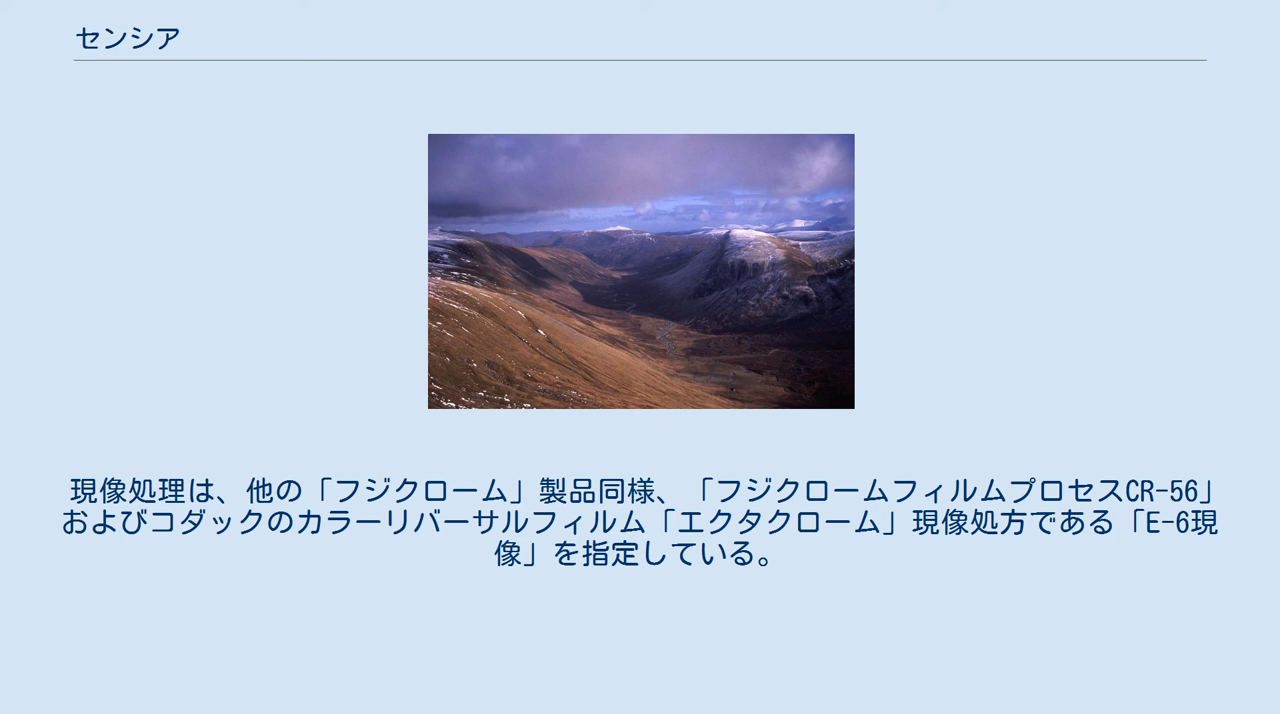 センシア
現像処理は、他の「フジクローム」製品同様、「フジクロームフィルムプロセスCR-56」
およびコダックのカラーリバーサルフィルム「エクタクローム」現像処方である「E-6現
像」を指定している。